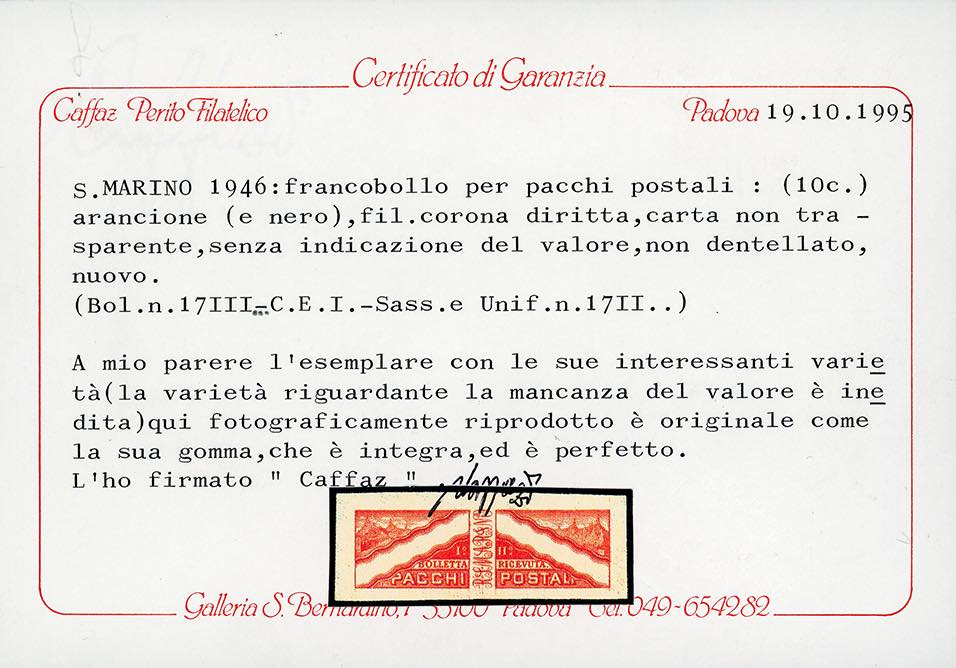 Certificato di Garanzia
Caffaz Perito Filatelico
Padova 19.10.1995
S.MARINO 1946:francobollo per pacchi postali : (10c.)
arancione (e nero),fil.corona diritta,carta non tra -
sparente,senza indicazione del valore,non dentellato,
nuovo.
(Bol.n.17III-C.E.I.-Sass.e Unif.n.17II..)
A mio parere l'esemplare con le sue interessanti varie
tà(la varietà riguardante la mancanza del valore è ine
dita)qui fotograficamente riprodotto è originale come
la sua gomma,che è integra,ed è perfetto.
L'ho firmato " Caffaz "
Iª IIª
BOLLETTA RICEVUTA
PACCHI POSTALI
Galleria S. Bernardino,1 35100 Padova Tel. 049-654282